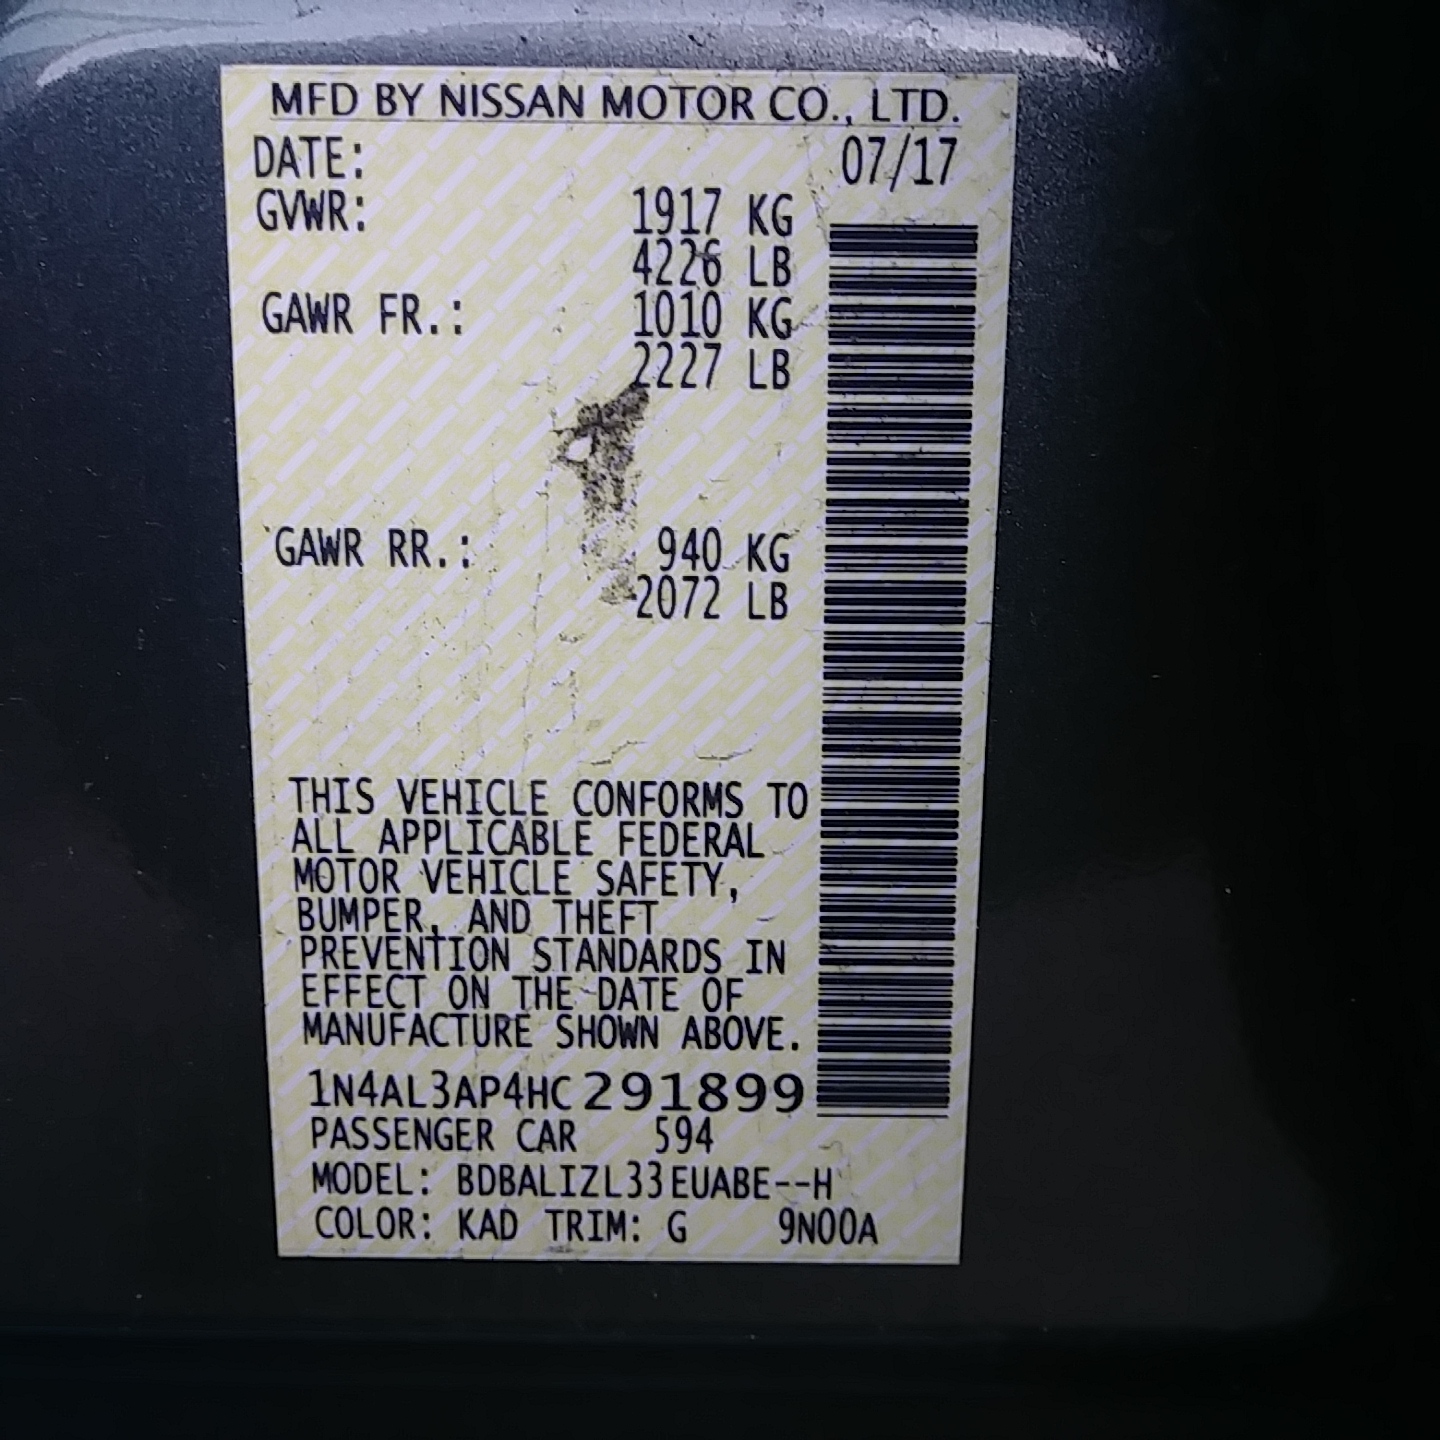 MFD BY NISSAN MOTOR CO., LTD.
DATE: 07/17
GVWR: 1917 KG
4226 LB
GAWR FR.: 1010 KG
2227 LB
GAWR RR.: 940 KG
2072 LB
THIS VEHICLE CONFORMS TO
ALL APPLICABLE FEDERAL
MOTOR VEHICLE SAFETY,
BUMPER, AND THEFT
PREVENTION STANDARDS IN
EFFECT ON THE DATE OF
MANUFACTURE SHOWN ABOVE.
1N4AL3AP4HC291899
PASSENGER CAR 594
MODEL: BDBALIZL33EUABE--H
COLOR: KAD TRIM: G 9N00A